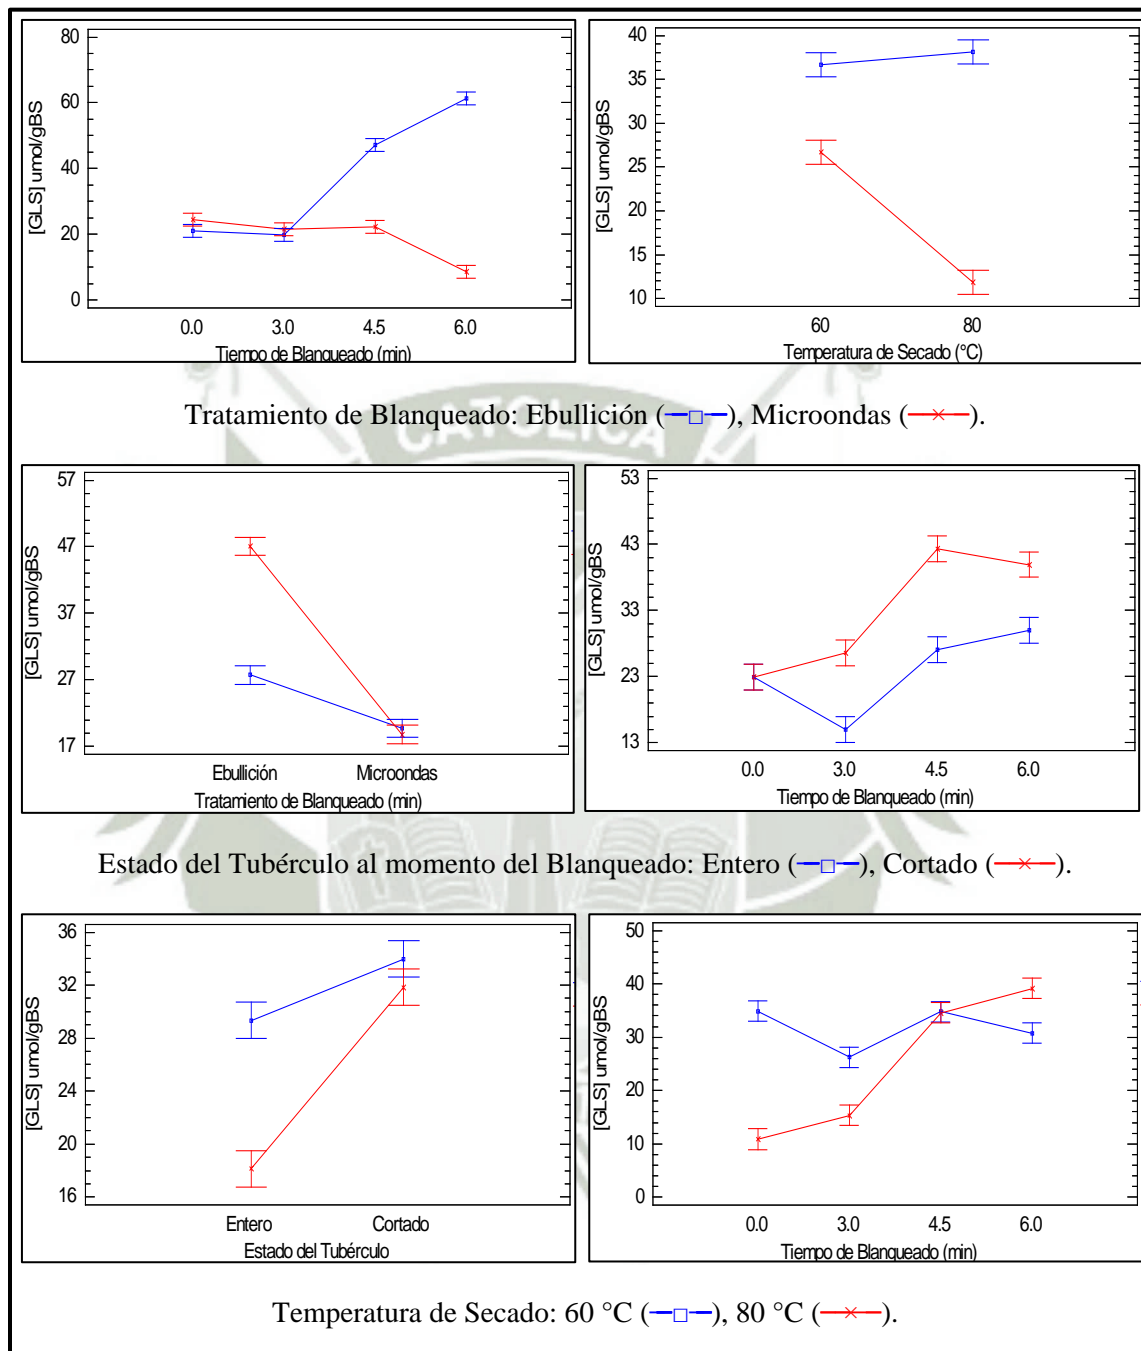 80
60
40
20
0
[GLS] umol/gBS
0.0 3.0 4.5 6.0
Tiempo de Blanqueado (min)
40
35
30
25
20
15
10
[GLS] umol/gBS
60 80
Temperatura de Secado (°C)
Tratamiento de Blanqueado: Ebullición ( ), Microondas ( ).
57
47
37
27
17
[GLS] umol/gBS
Ebullición Microondas
Tratamiento de Blanqueado (min)
53
43
33
23
13
[GLS] umol/gBS
0.0 3.0 4.5 6.0
Tiempo de Blanqueado (min)
CATOLICA
Estado del Tubérculo al momento del Blanqueado: Entero ( ), Cortado ( ).
36
32
28
24
20
16
[GLS] umol/gBS
Entero Cortado
Estado del Tubérculo
50
40
30
20
10
0
[GLS] umol/gBS
0.0 3.0 4.5 6.0
Tiempo de Blanqueado (min)
Temperatura de Secado: 60 °C ( ), 80 °C ( ).